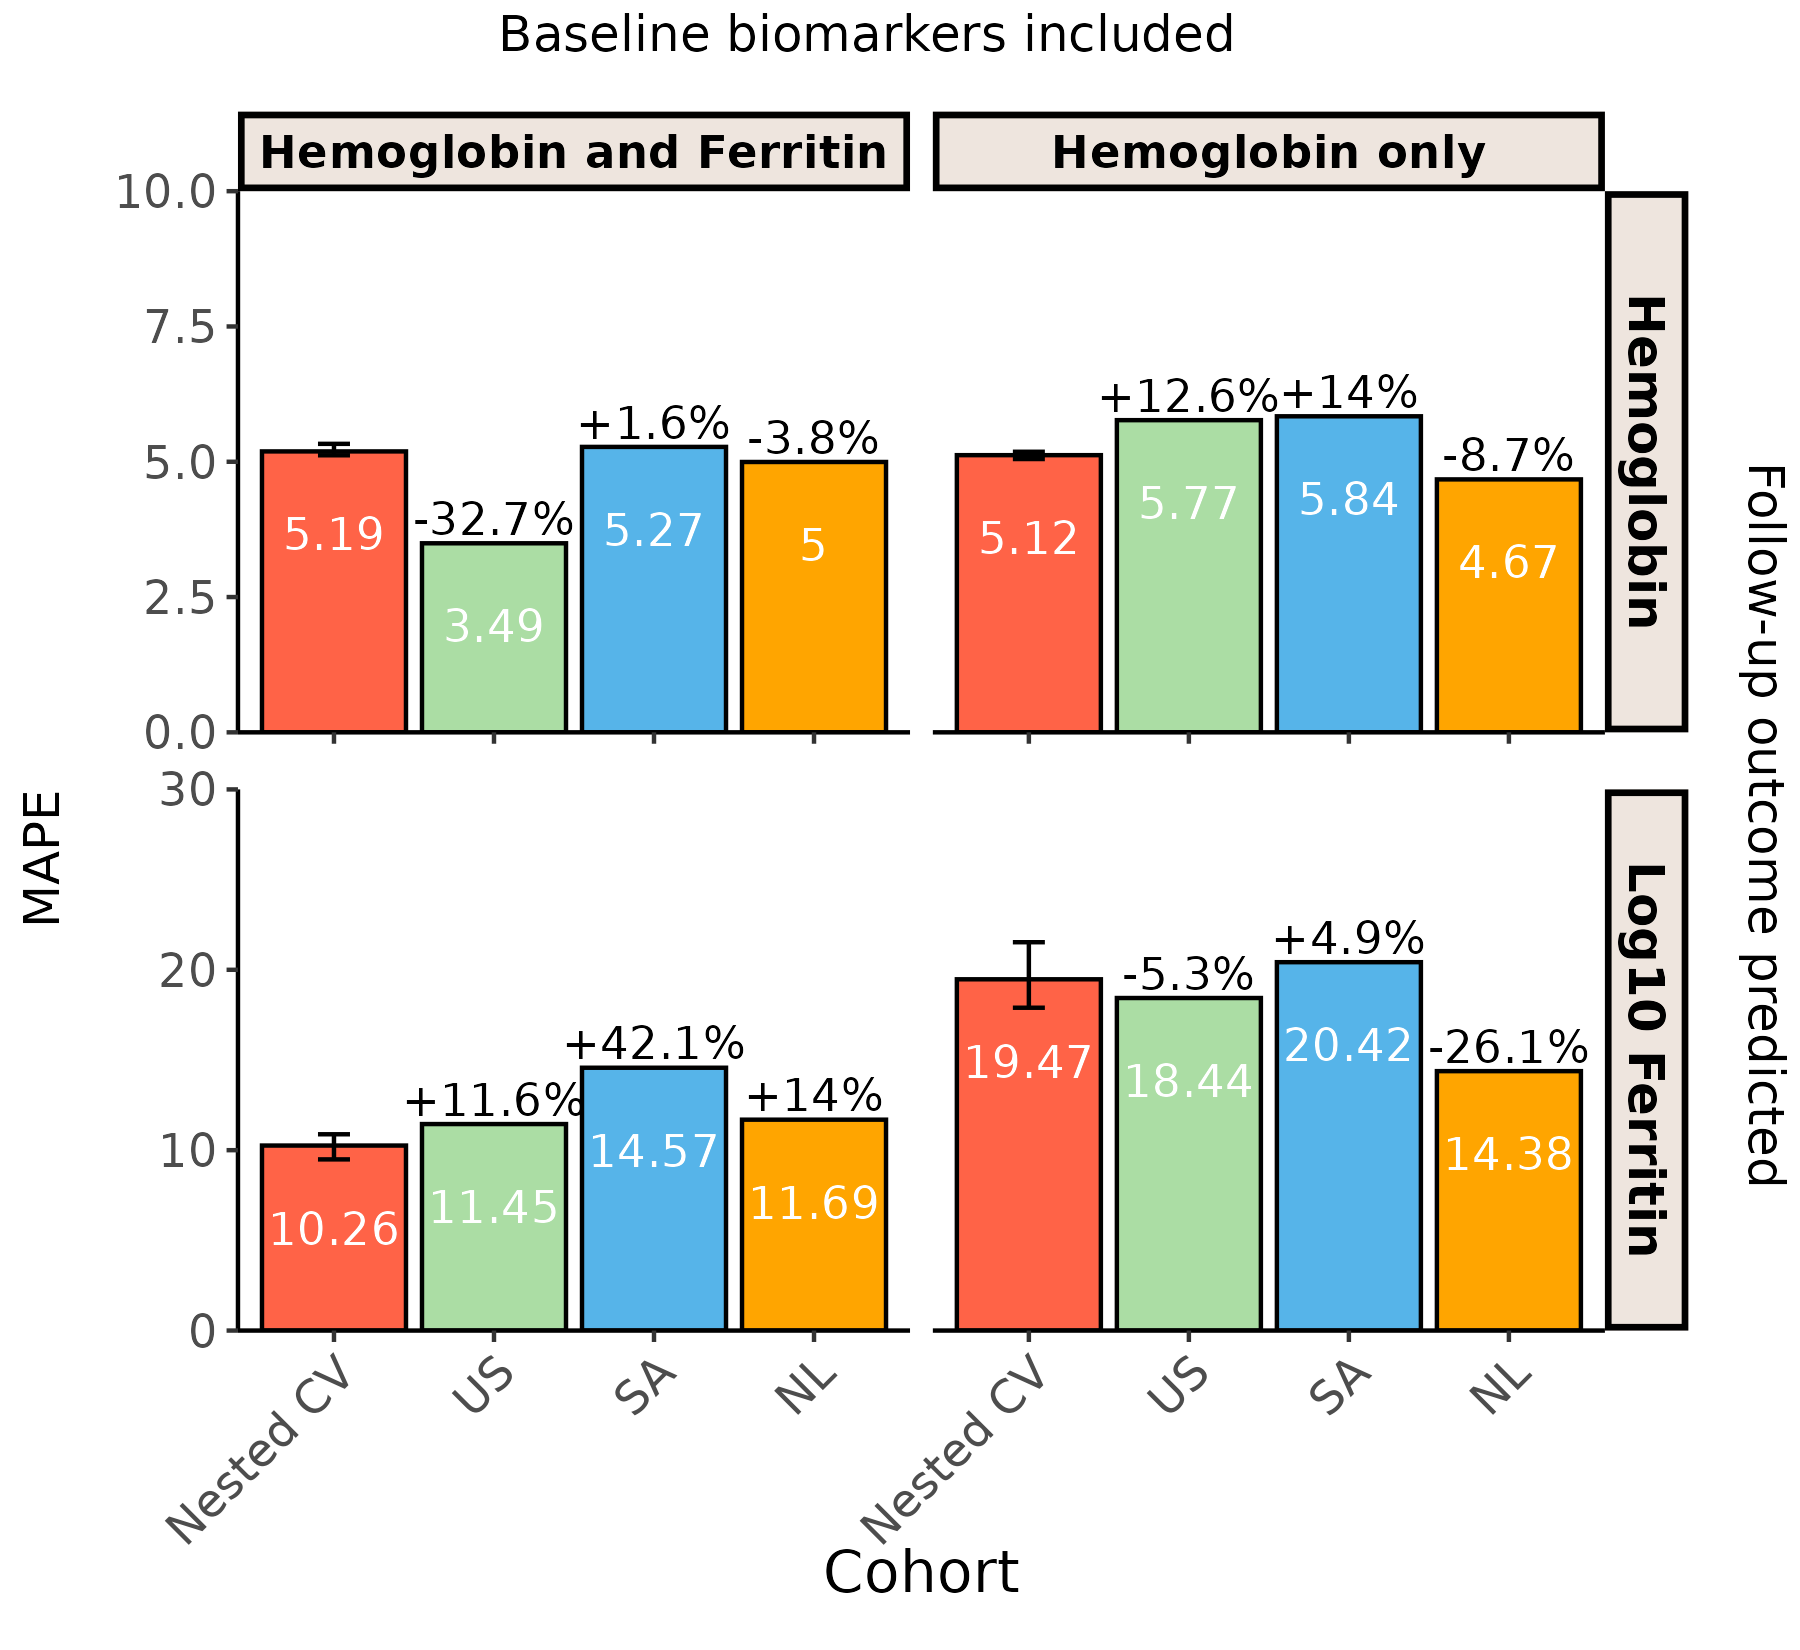 Baseline biomarkers included
Hemoglobin and Ferritin
Hemoglobin only
10.0
7.5
5.0
2.5
0.0
5.19
-32.7%
3.49
+1.6%
5.27
-3.8%
5
5.12
+12.6%
5.77
+14%
5.84
-8.7%
4.67
Hemoglobin
MAPE
30
20
10
0
10.26
+11.6%
11.45
+42.1%
14.57
+14%
11.69
19.47
-5.3%
18.44
+4.9%
20.42
-26.1%
14.38
Log10 Ferritin
Follow-up outcome predicted
Nested CV
US
SA
NL
Nested CV
US
SA
NL
Cohort